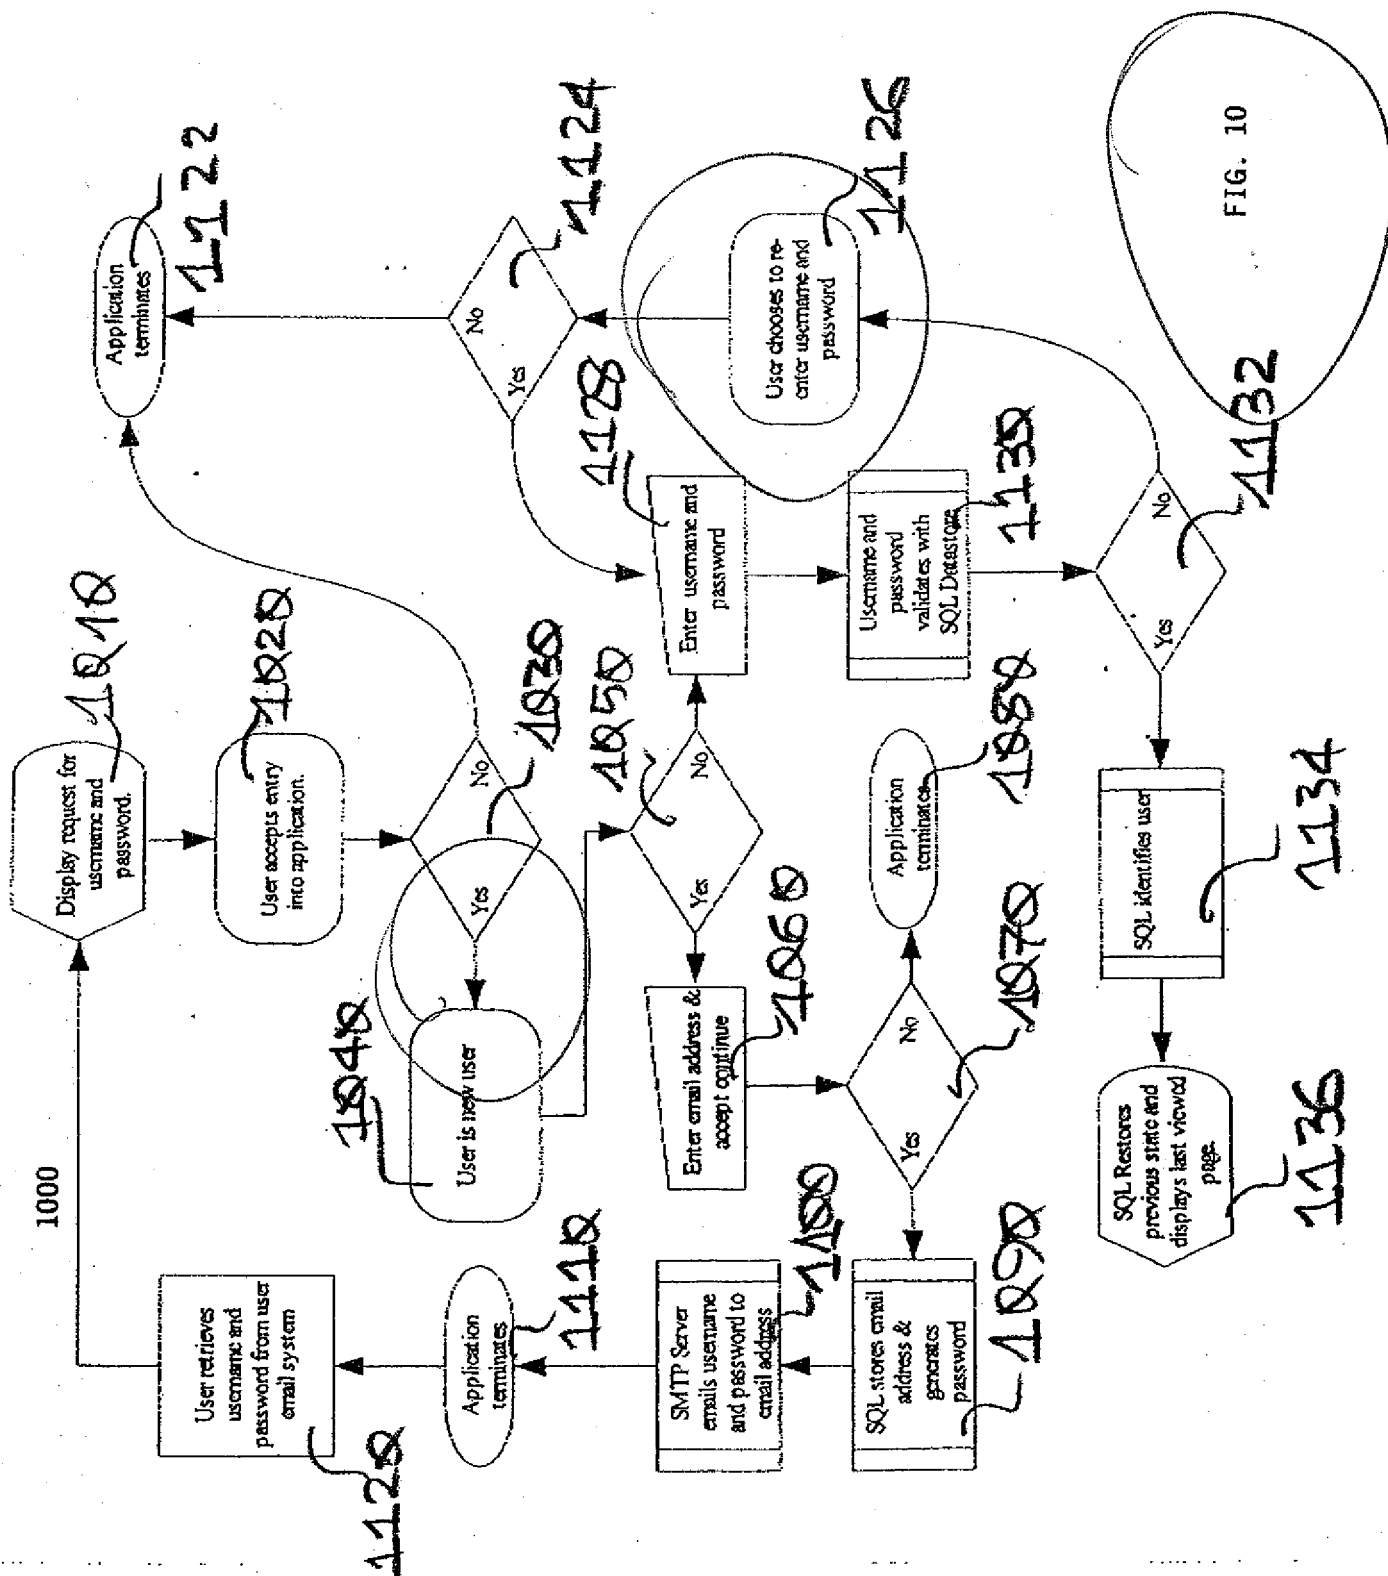 1000
Display request for
username and
password.
1010
User accepts entry
into application.
1020
Yes
No
1030
User is new user
1040
Yes
No
1050
Enter email address &
accept continue
1060
Yes
No
1070
Application
terminates
1080
SQL stores email
address &
generates
password
1090
SMTP Server
emails username
and password to
email address
1100
Application
terminates
1110
User retrieves
username and
password from user
email system
1120
Application
terminates
1122
Yes
No
1124
User chooses to re-
enter username and
password
1126
Enter username and
password
1128
Username and
password
validates with
SQL Datastore
1130
Yes
No
1132
SQL identifies user
1134
SQL Restores
previous state and
displays last viewed
page.
1136
FIG. 10